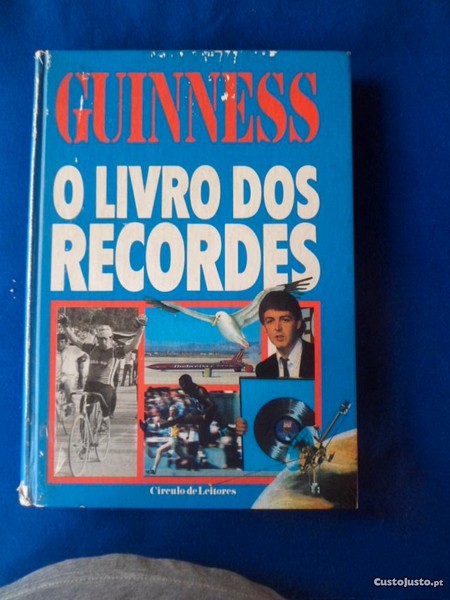 GUINNESS
O LIVRO DOS
RECORDES
Círculo de Leitores
CustoJusto.pt